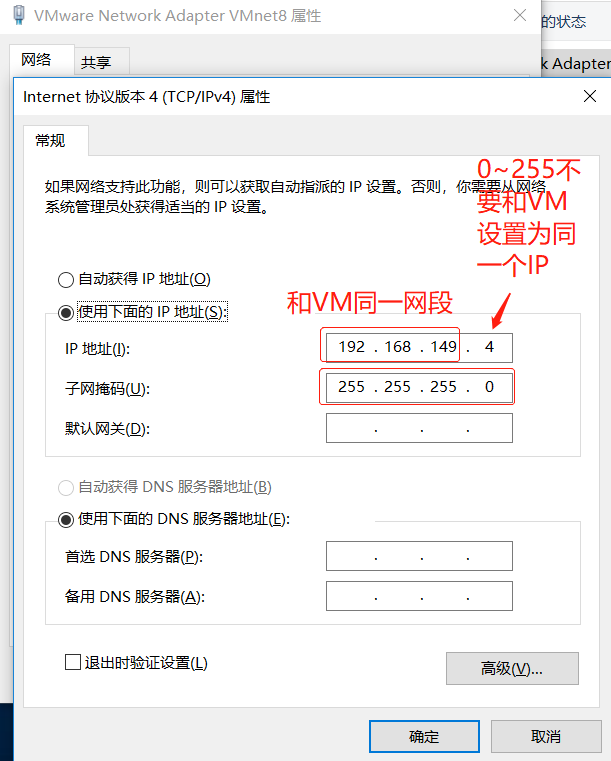 VMware Network Adapter VMnet8 属性
的状态
网络
共享
k Adapter
Internet 协议版本 4 (TCP/IPv4) 属性
常规
如果网络支持此功能，则可以获取自动指派的 IP 设置。否则，你需要从网络
系统管理员处获得适当的 IP 设置。
0~255不
要和VM
设置为同
一个IP
自动获得 IP 地址(O)
和VM同一网段
使用下面的 IP 地址(S):
IP 地址(I):
192 . 168 . 149 . 4
子网掩码(U):
255 . 255 . 255 . 0
默认网关(D):
. . .
自动获得 DNS 服务器地址(B)
使用下面的 DNS 服务器地址(E):
首选 DNS 服务器(P):
. . .
备用 DNS 服务器(A):
. . .
退出时验证设置(L)
高级(V)...
确定
取消